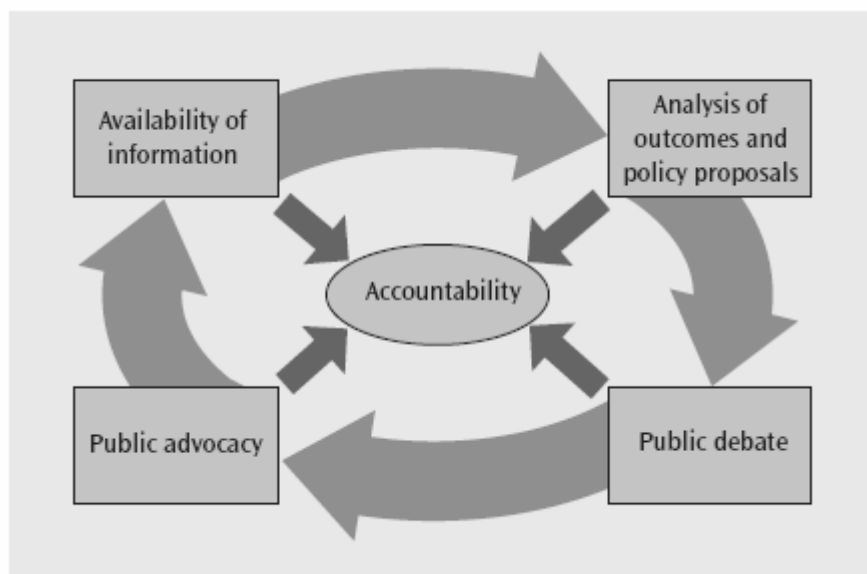 Availability of
information
Analysis of
outcomes and
policy proposals
Accountability
Public advocacy
Public debate